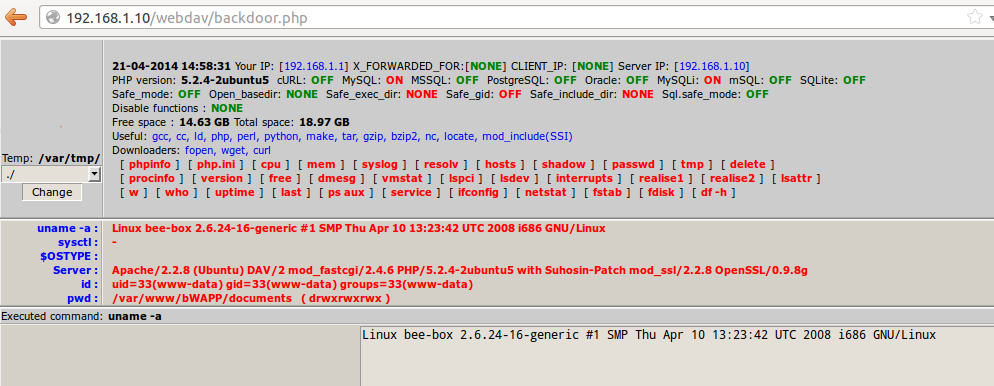 192.168.1.10/webdav/backdoor.php
21-04-2014 14:58:31 Your IP: [192.168.1.1] X_FORWARDED_FOR:[NONE] CLIENT_IP: [NONE] Server IP: [192.168.1.10]
PHP version: 5.2.4-2ubuntu5 cURL: OFF MySQL: ON MSSQL: OFF PostgreSQL: OFF Oracle: OFF MySQLi: ON mSQL: OFF SQLite: OFF
Safe_mode: OFF Open_basedir: NONE Safe_exec_dir: NONE Safe_gid: OFF Safe_include_dir: NONE Sql.safe_mode: OFF
Disable functions : NONE
Free space : 14.63 GB Total space: 18.97 GB
Useful: gcc, cc, ld, php, perl, python, make, tar, gzip, bzip2, nc, locate, mod_include(SSI)
Downloaders: fopen, wget, curl
[ phpinfo ] [ php.ini ] [ cpu ] [ mem ] [ syslog ] [ resolv ] [ hosts ] [ shadow ] [ passwd ] [ tmp ] [ delete ]
[ procinfo ] [ version ] [ free ] [ dmesg ] [ vmstat ] [ lspci ] [ lsdev ] [ interrupts ] [ realise1 ] [ realise2 ] [ lsattr ]
[ w ] [ who ] [ uptime ] [ last ] [ ps aux ] [ service ] [ ifconfig ] [ netstat ] [ fstab ] [ fdisk ] [ df -h ]
Temp: /var/tmp/
./
Change
uname -a : Linux bee-box 2.6.24-16-generic #1 SMP Thu Apr 10 13:23:42 UTC 2008 i686 GNU/Linux
sysctl : -
$OSTYPE :
Server : Apache/2.2.8 (Ubuntu) DAV/2 mod_fastcgi/2.4.6 PHP/5.2.4-2ubuntu5 with Suhosin-Patch mod_ssl/2.2.8 OpenSSL/0.9.8g
id : uid=33(www-data) gid=33(www-data) groups=33(www-data)
pwd : /var/www/bWAPP/documents ( drwxrwxrwx )
Executed command: uname -a
Linux bee-box 2.6.24-16-generic #1 SMP Thu Apr 10 13:23:42 UTC 2008 i686 GNU/Linux